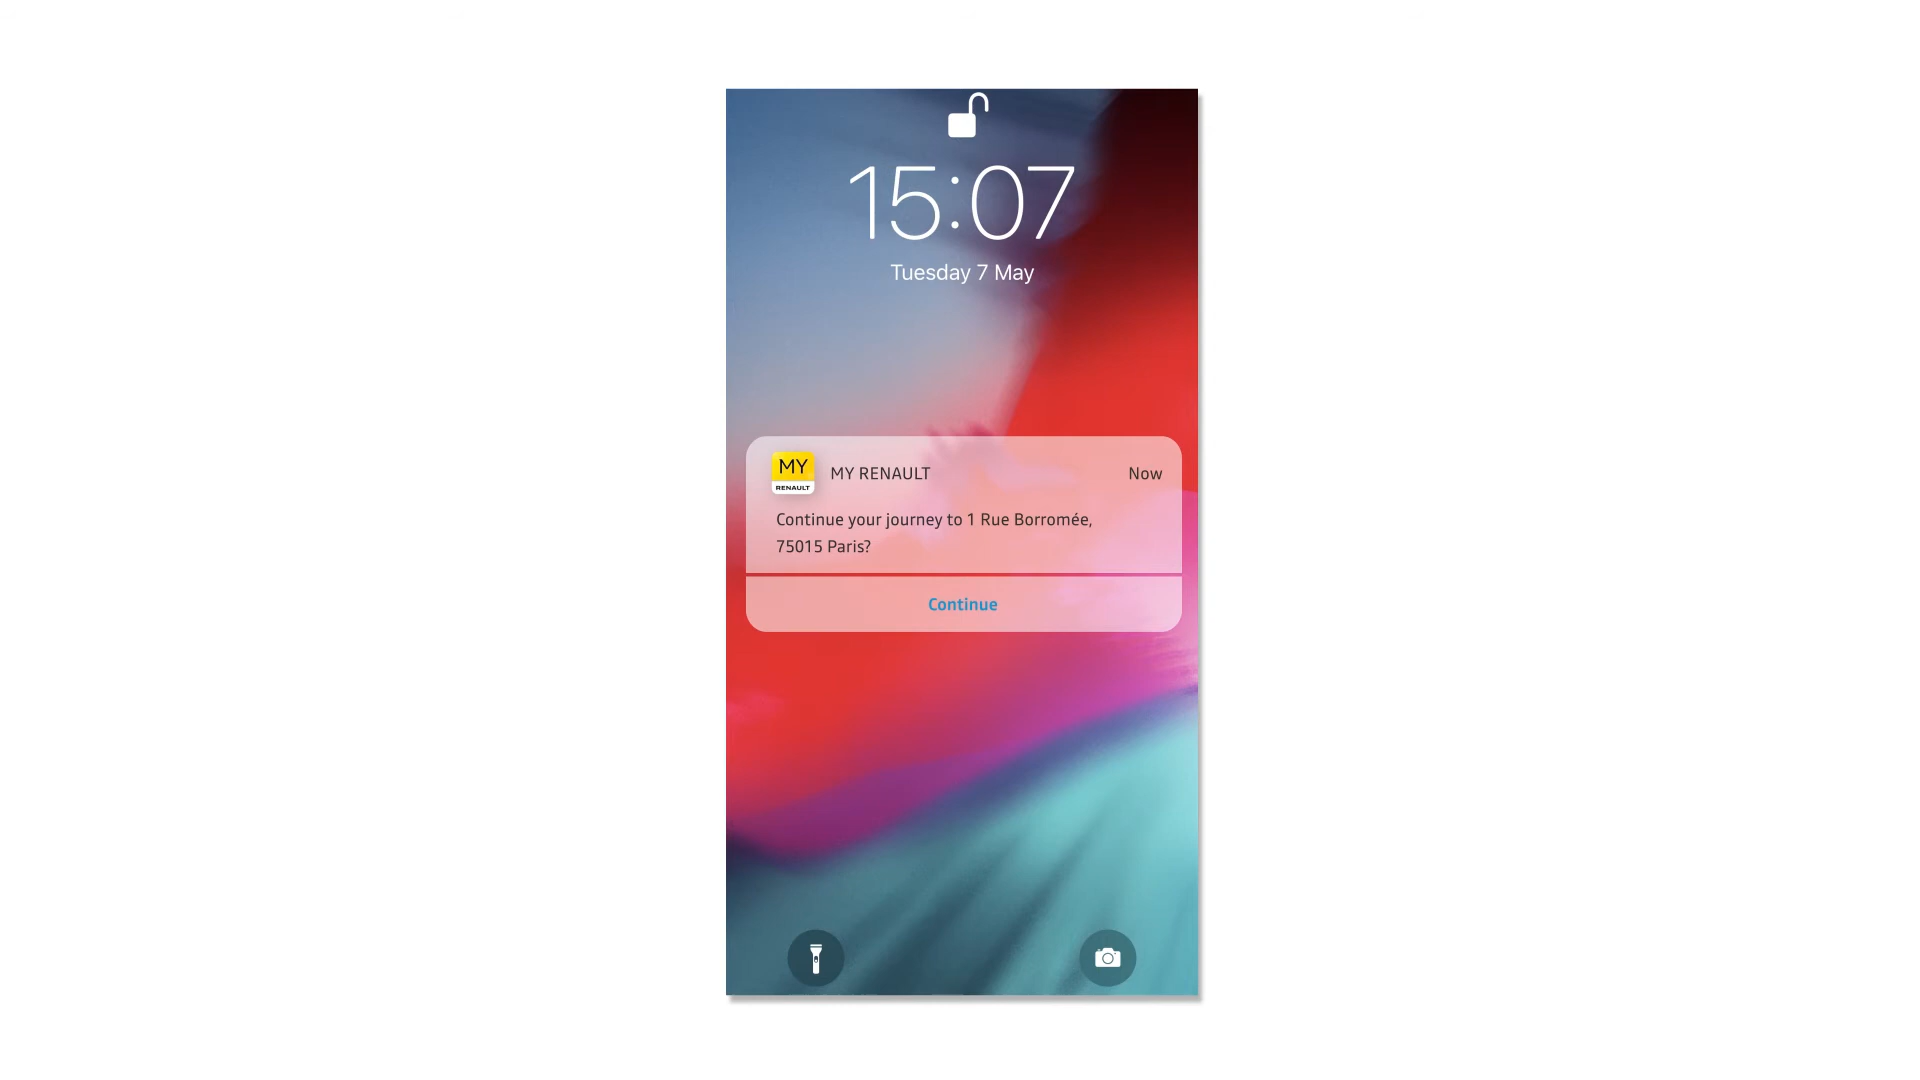 15:07
Tuesday 7 May
MY
RENAULT
MY RENAULT
Now
Continue your journey to 1 Rue Borromée,
75015 Paris?
Continue